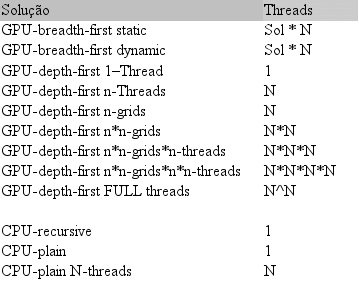 Solução Threads
GPU-breadth-first static Sol * N
GPU-breadth-first dynamic Sol * N
GPU-depth-first 1-Thread 1
GPU-depth-first n-Threads N
GPU-depth-first n-grids N
GPU-depth-first n*n-grids N*N
GPU-depth-first n*n-grids*n-threads N*N*N
GPU-depth-first n*n-grids*n*n-threads N*N*N*N
GPU-depth-first FULL threads N^N
CPU-recursive 1
CPU-plain 1
CPU-plain N-threads N